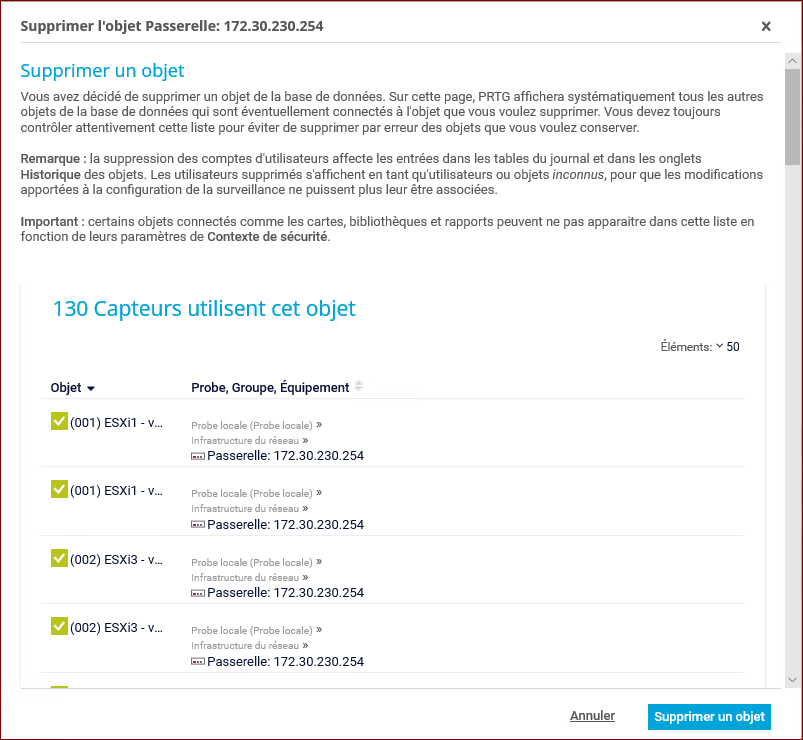 Supprimer l'objet Passerelle: 172.30.230.254
Supprimer un objet
Vous avez décidé de supprimer un objet de la base de données. Sur cette page, PRTG affichera systématiquement tous les autres
objets de la base de données qui sont éventuellement connectés à l'objet que vous voulez supprimer. Vous devez toujours
contrôler attentivement cette liste pour éviter de supprimer par erreur des objets que vous voulez conserver.
Remarque : la suppression des comptes d'utilisateurs affecte les entrées dans les tables du journal et dans les onglets
Historique des objets. Les utilisateurs supprimés s'affichent en tant qu'utilisateurs ou objets inconnus, pour que les modifications
apportées à la configuration de la surveillance ne puissent plus leur être associées.
Important : certains objets connectés comme les cartes, bibliothèques et rapports peuvent ne pas apparaitre dans cette liste en
fonction de leurs paramètres de Contexte de sécurité.
130 Capteurs utilisent cet objet
Éléments: 50
Objet Probe, Groupe, Équipement
(001) ESXi1 - v...
Probe locale (Probe locale) »
Infrastructure du réseau »
Passerelle: 172.30.230.254
(001) ESXi1 - v...
Probe locale (Probe locale) »
Infrastructure du réseau »
Passerelle: 172.30.230.254
(002) ESXi3 - v...
Probe locale (Probe locale) »
Infrastructure du réseau »
Passerelle: 172.30.230.254
(002) ESXi3 - v...
Probe locale (Probe locale) »
Infrastructure du réseau »
Passerelle: 172.30.230.254
Annuler Supprimer un objet